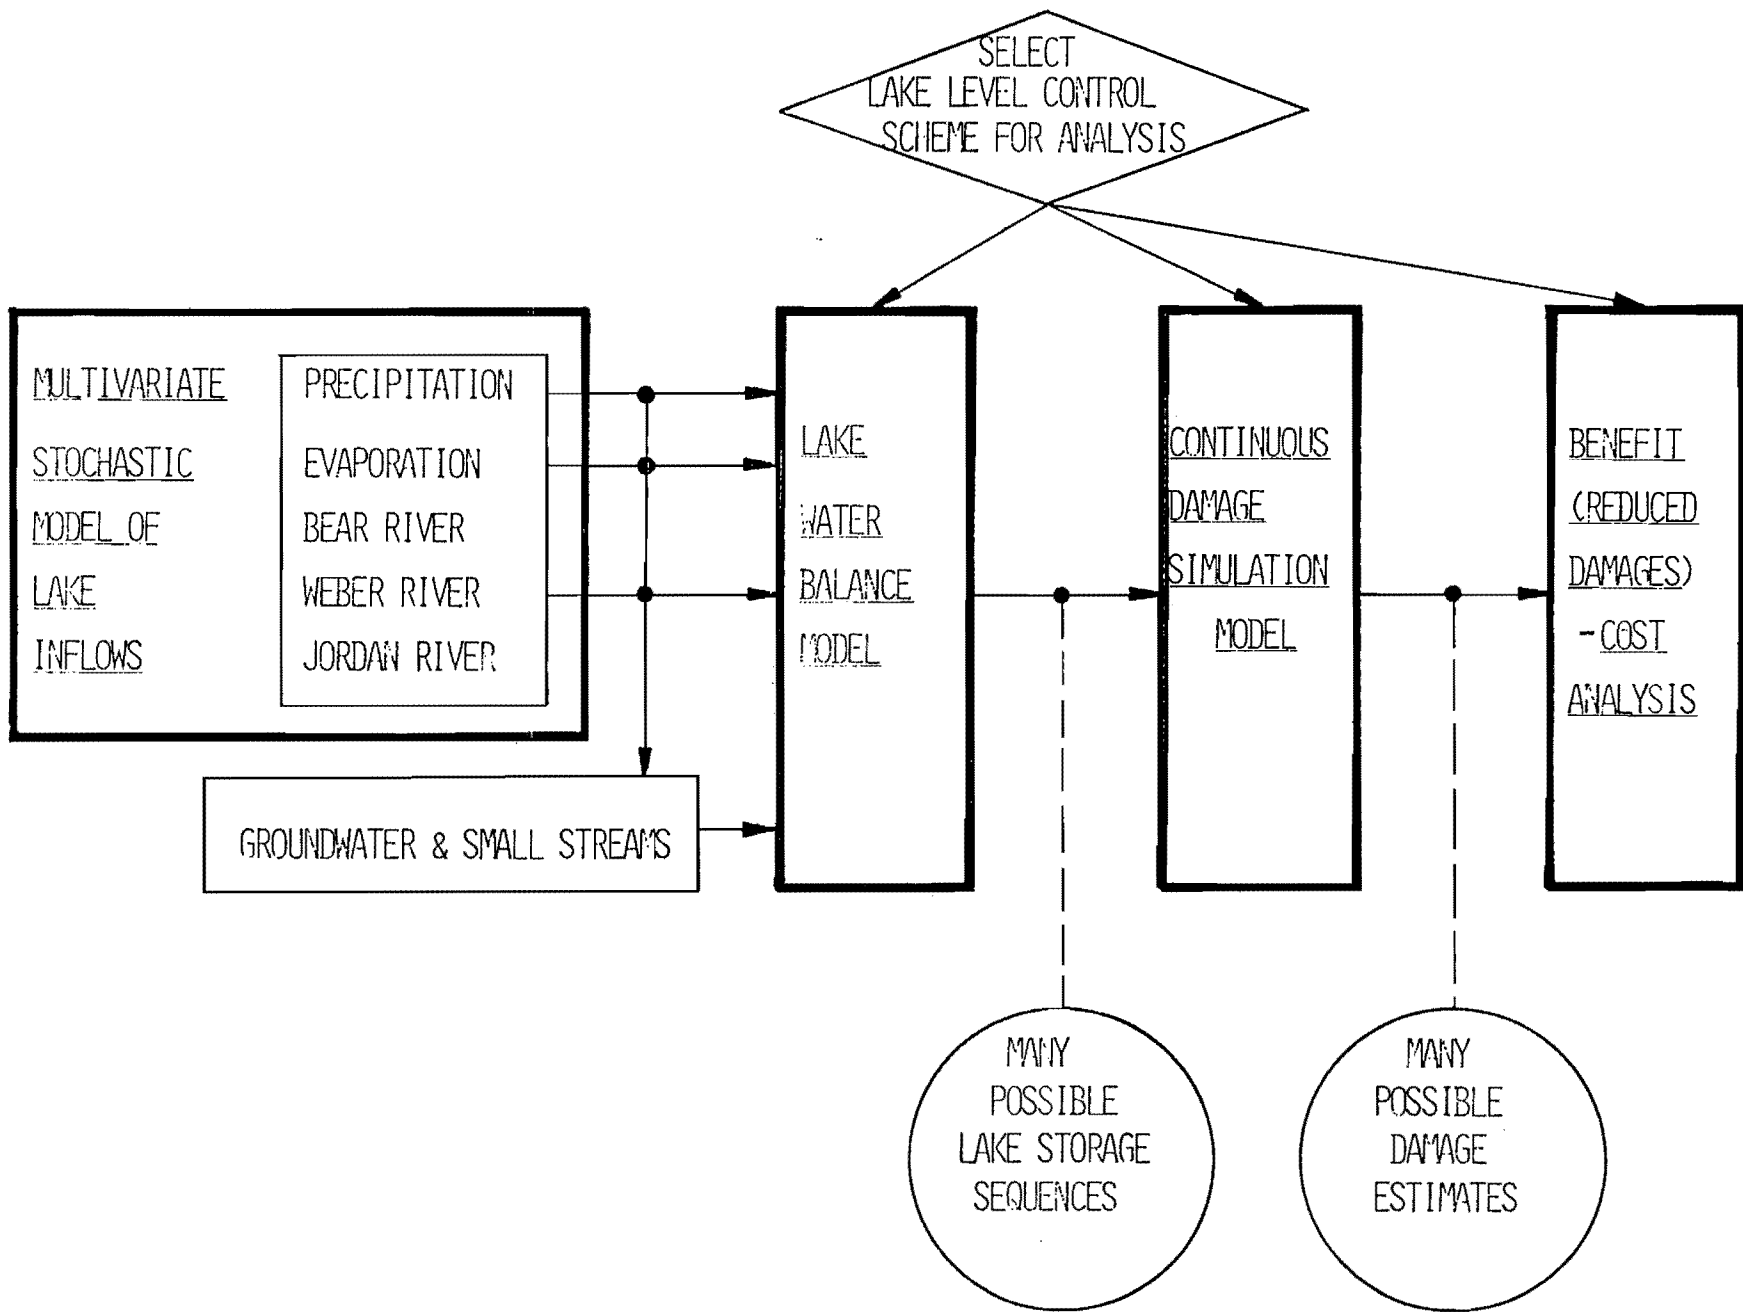 SELECT
LAKE LEVEL CONTROL
SCHEME FOR ANALYSIS
MULTIVARIATE
STOCHASTIC
MODEL OF
LAKE
INFLOWS
PRECIPITATION
EVAPORATION
BEAR RIVER
WEBER RIVER
JORDAN RIVER
GROUNDWATER & SMALL STREAMS
LAKE
WATER
BALANCE
MODEL
CONTINUOUS
DAMAGE
SIMULATION
MODEL
BENEFIT
(REDUCED
DAMAGES)
-COST
ANALYSIS
MANY
POSSIBLE
LAKE STORAGE
SEQUENCES
MANY
POSSIBLE
DAMAGE
ESTIMATES